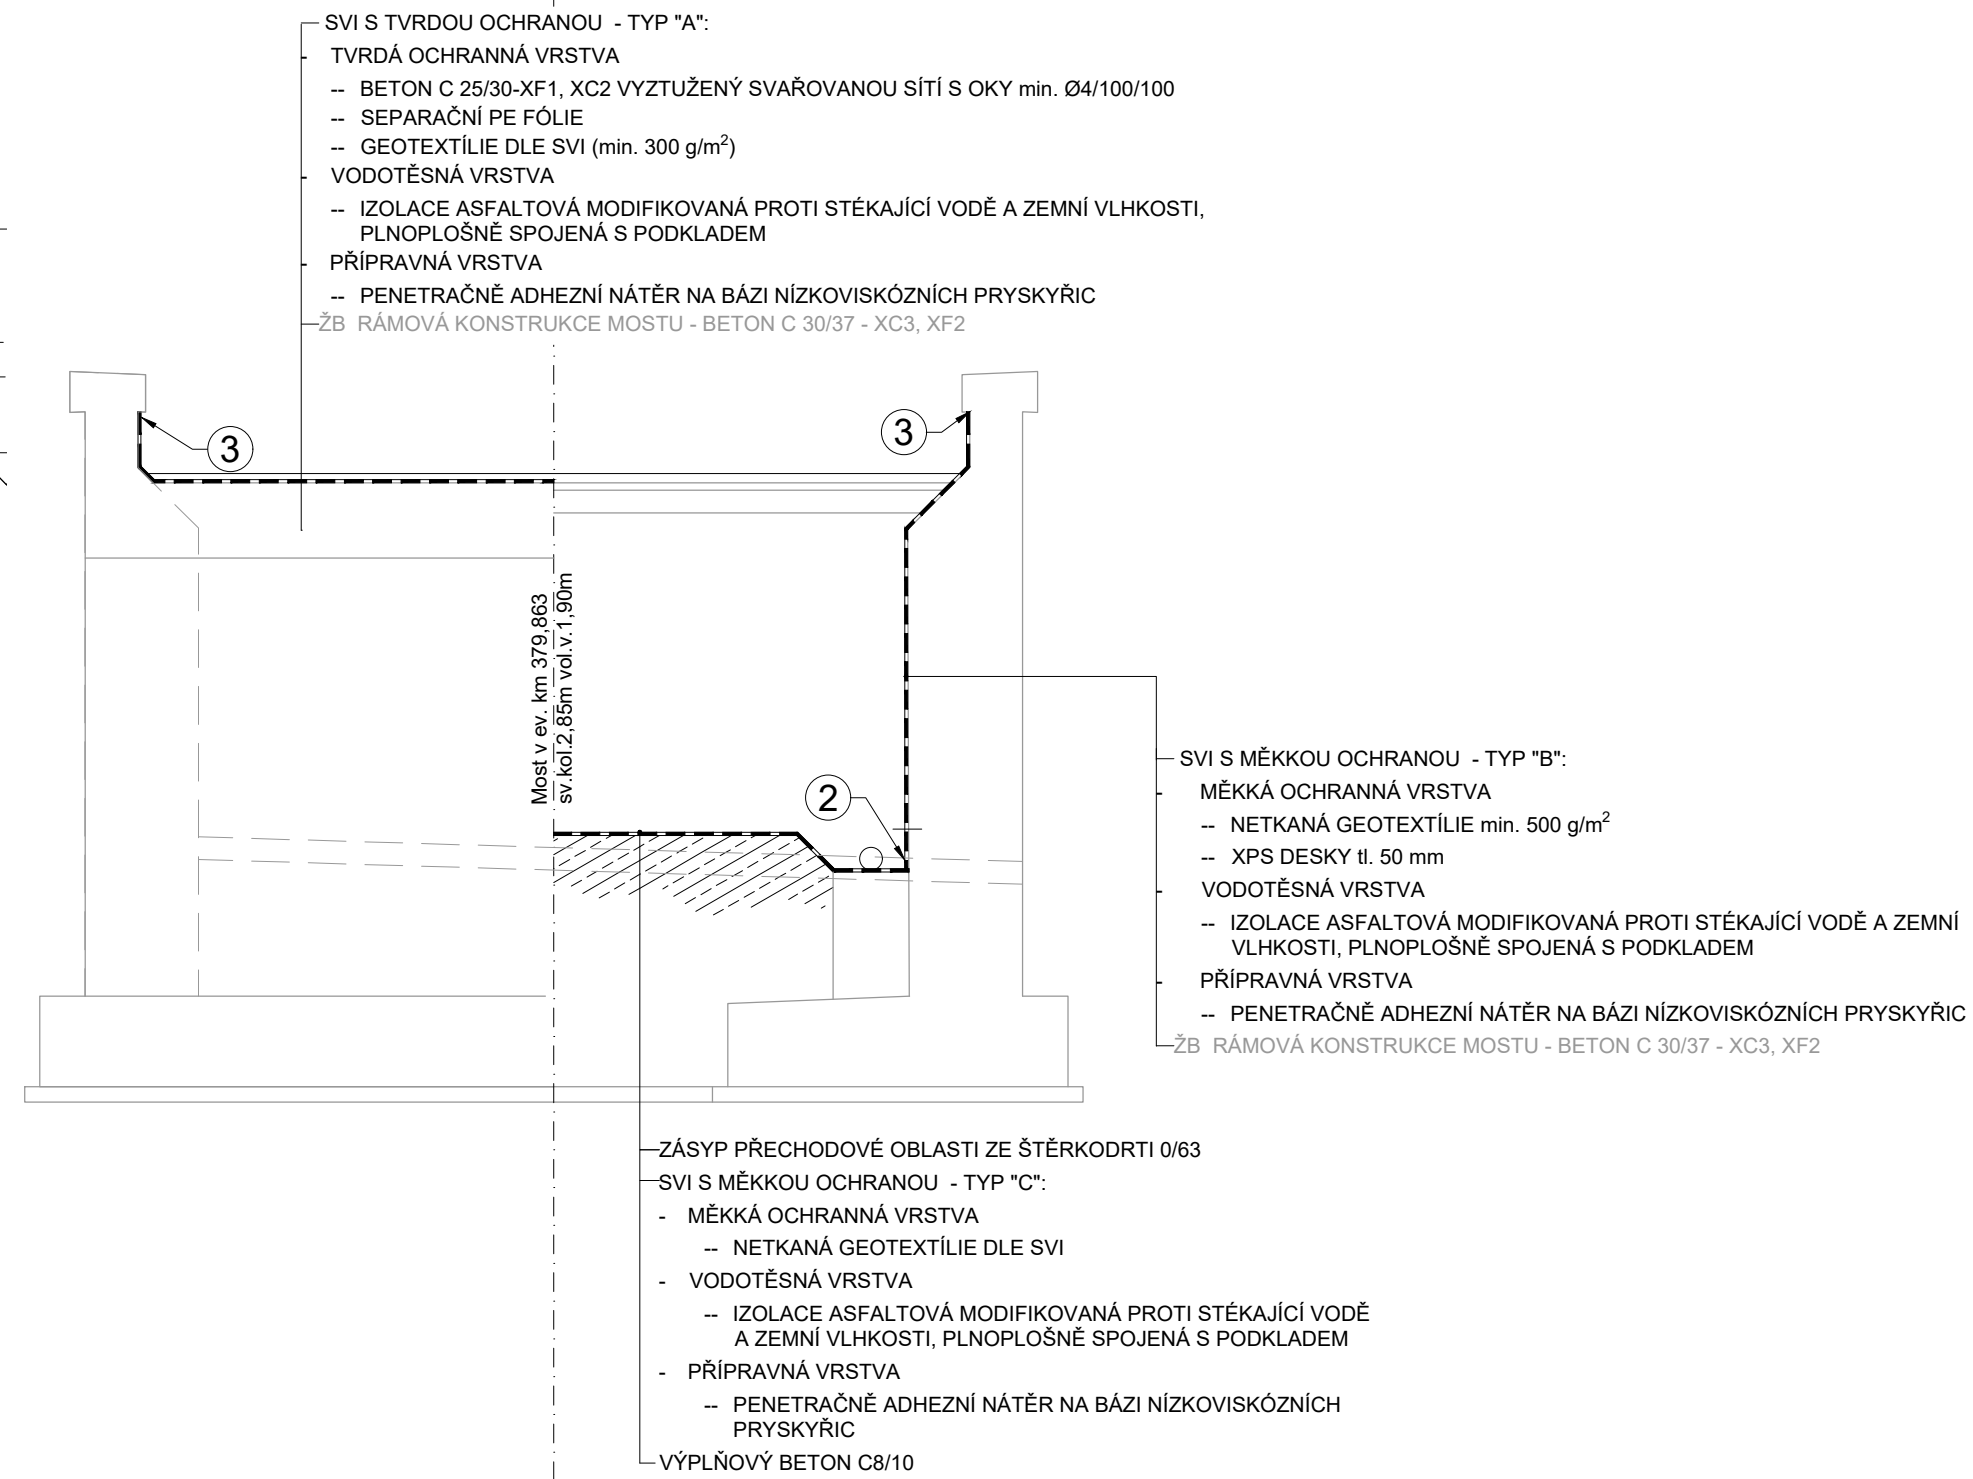 SVI S TVRDOU OCHRANOU - TYP "A":
- TVRDÁ OCHRANNÁ VRSTVA
-- BETON C 25/30-XF1, XC2 VYZTUŽENÝ SVAŘOVANOU SÍTÍ S OKY min. Ø4/100/100
-- SEPARAČNÍ PE FÓLIE
-- GEOTEXTÍLIE DLE SVI (min. 300 g/m²)
- VODOTĚSNÁ VRSTVA
-- IZOLACE ASFALTOVÁ MODIFIKOVANÁ PROTI STÉKAJÍCÍ VODĚ A ZEMNÍ VLHKOSTI,
PLNOPLOŠNĚ SPOJENÁ S PODKLADEM
- PŘÍPRAVNÁ VRSTVA
-- PENETRAČNĚ ADHEZNÍ NÁTĚR NA BÁZI NÍZKOVISKÓZNÍCH PRYSKYŘIC
ŽB RÁMOVÁ KONSTRUKCE MOSTU - BETON C 30/37 - XC3, XF2
3
3
Most v ev. km 379,863
sv.kol.2,85m vol.v.1,90m
2
SVI S MĚKKOU OCHRANOU - TYP "B":
- MĚKKÁ OCHRANNÁ VRSTVA
-- NETKANÁ GEOTEXTÍLIE min. 500 g/m²
-- XPS DESKY tl. 50 mm
- VODOTĚSNÁ VRSTVA
-- IZOLACE ASFALTOVÁ MODIFIKOVANÁ PROTI STÉKAJÍCÍ VODĚ A ZEMNÍ
VLHKOSTI, PLNOPLOŠNĚ SPOJENÁ S PODKLADEM
- PŘÍPRAVNÁ VRSTVA
-- PENETRAČNĚ ADHEZNÍ NÁTĚR NA BÁZI NÍZKOVISKÓZNÍCH PRYSKYŘIC
ŽB RÁMOVÁ KONSTRUKCE MOSTU - BETON C 30/37 - XC3, XF2
ZÁSYP PŘECHODOVÉ OBLASTI ZE ŠTĚRKODRTI 0/63
SVI S MĚKKOU OCHRANOU - TYP "C":
- MĚKKÁ OCHRANNÁ VRSTVA
-- NETKANÁ GEOTEXTÍLIE DLE SVI
- VODOTĚSNÁ VRSTVA
-- IZOLACE ASFALTOVÁ MODIFIKOVANÁ PROTI STÉKAJÍCÍ VODĚ
A ZEMNÍ VLHKOSTI, PLNOPLOŠNĚ SPOJENÁ S PODKLADEM
- PŘÍPRAVNÁ VRSTVA
-- PENETRAČNĚ ADHEZNÍ NÁTĚR NA BÁZI NÍZKOVISKÓZNÍCH
PRYSKYŘIC
VÝPLŇOVÝ BETON C8/10